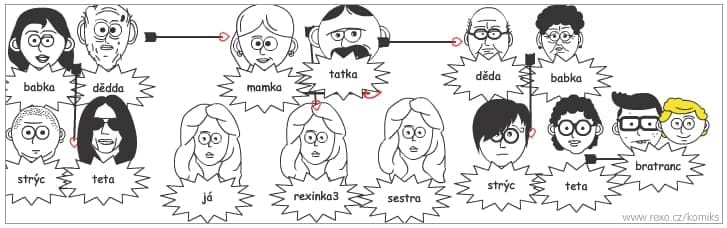 babka
dědda
mamka
tatka
děda
babka
strýc
teta
já
rexinka3
sestra
strýc
teta
bratranc
www.rexo.cz/komiks